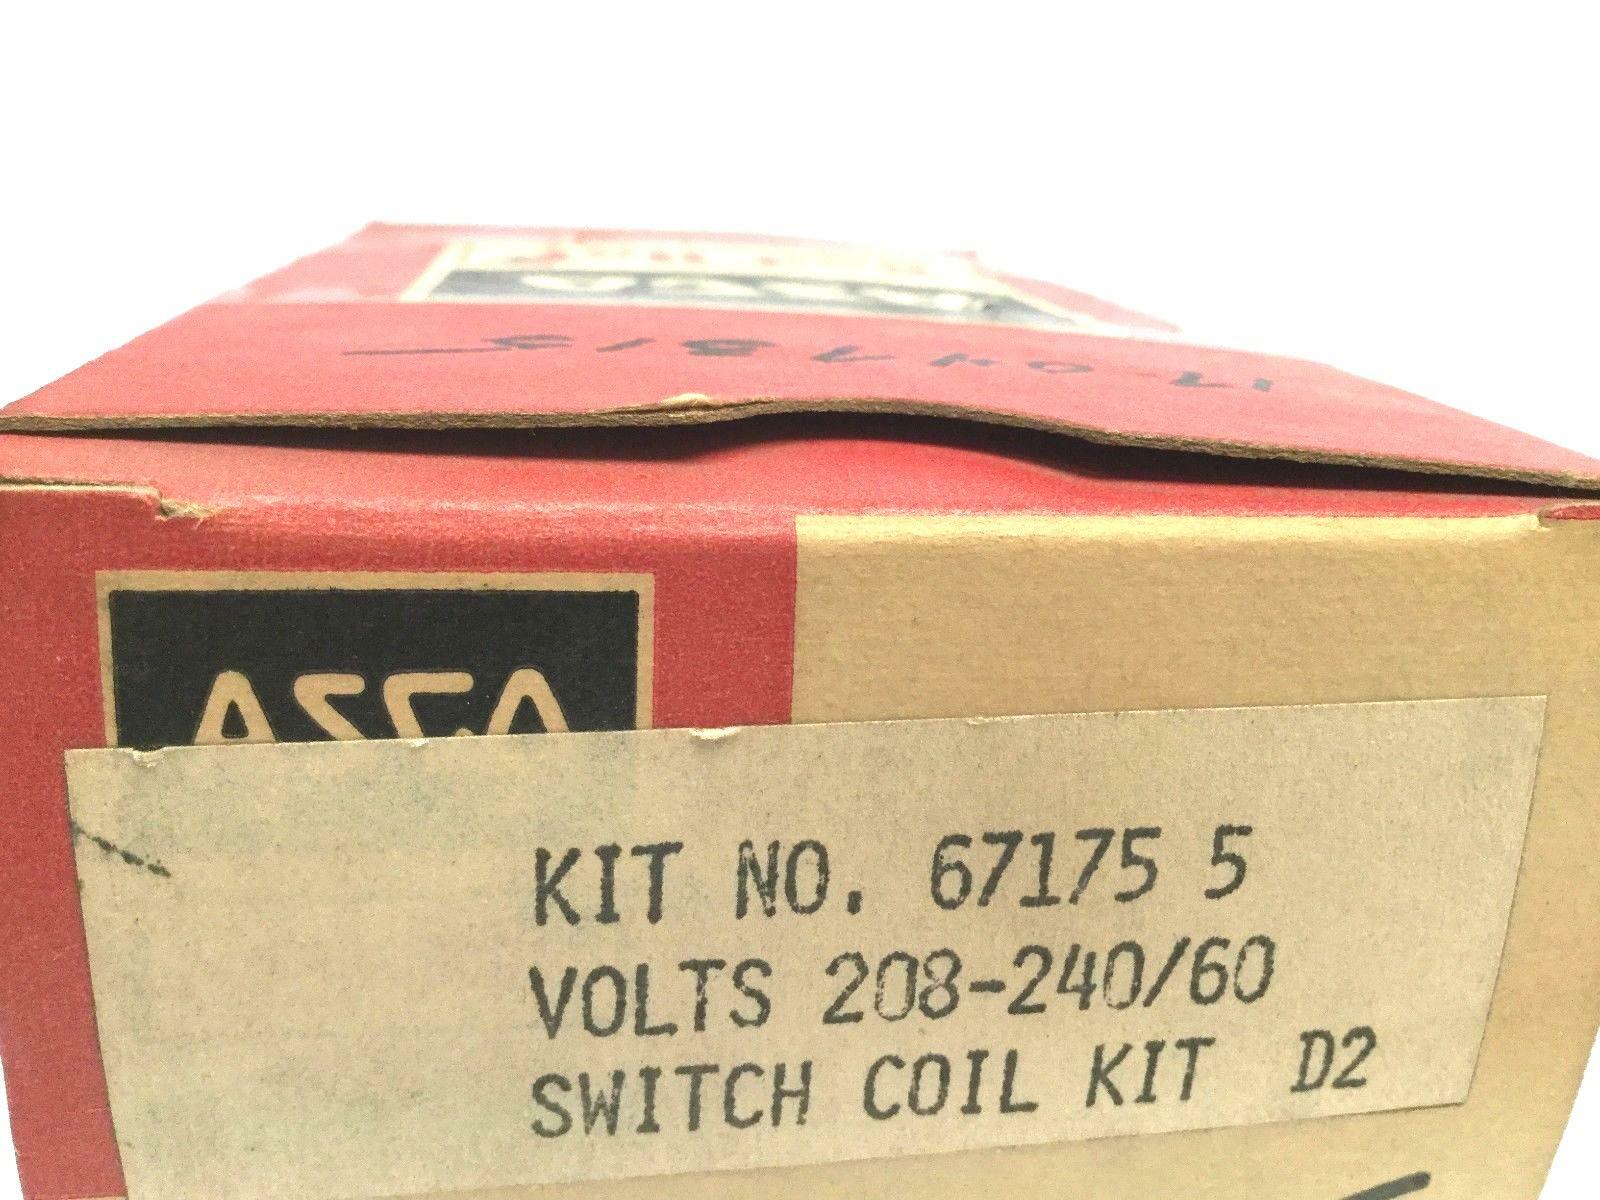 ASCA
KIT NO. 67175 5
VOLTS 208-240/60
SWITCH COIL KIT D2